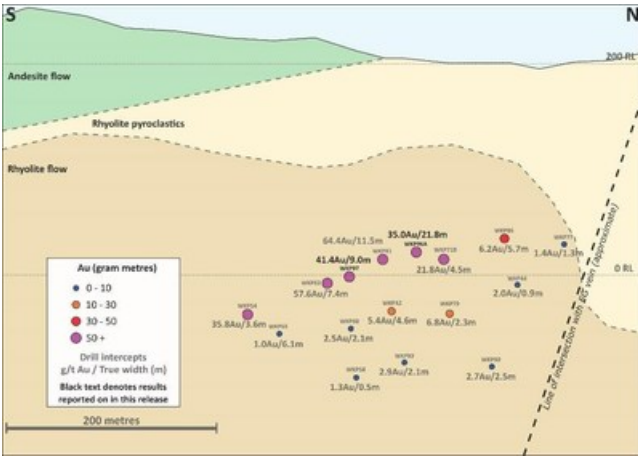 S
N
200 RL
Andesite flow
Rhyolite pyroclastics
Rhyolite flow
35.0Au/21.8m
64.4Au/11.5m
WKP96A
WKP85
6.2Au/5.7m
1.4Au/1.3m
41.4Au/9.0m
WKP97
21.8Au/4.5m
57.6Au/7.4m
2.0Au/0.9m
0 RL
35.8Au/3.6m
5.4Au/4.6m
6.8Au/2.3m
1.0Au/6.1m
2.5Au/2.1m
2.9Au/2.1m
2.7Au/2.5m
1.3Au/0.5m
Line of intersection with EG vein (approximate)
Au (gram metres)
0 - 10
10 - 30
30 - 50
50 +
Drill intercepts
g/t Au / True width (m)
Black text denotes results
reported on in this release
200 metres